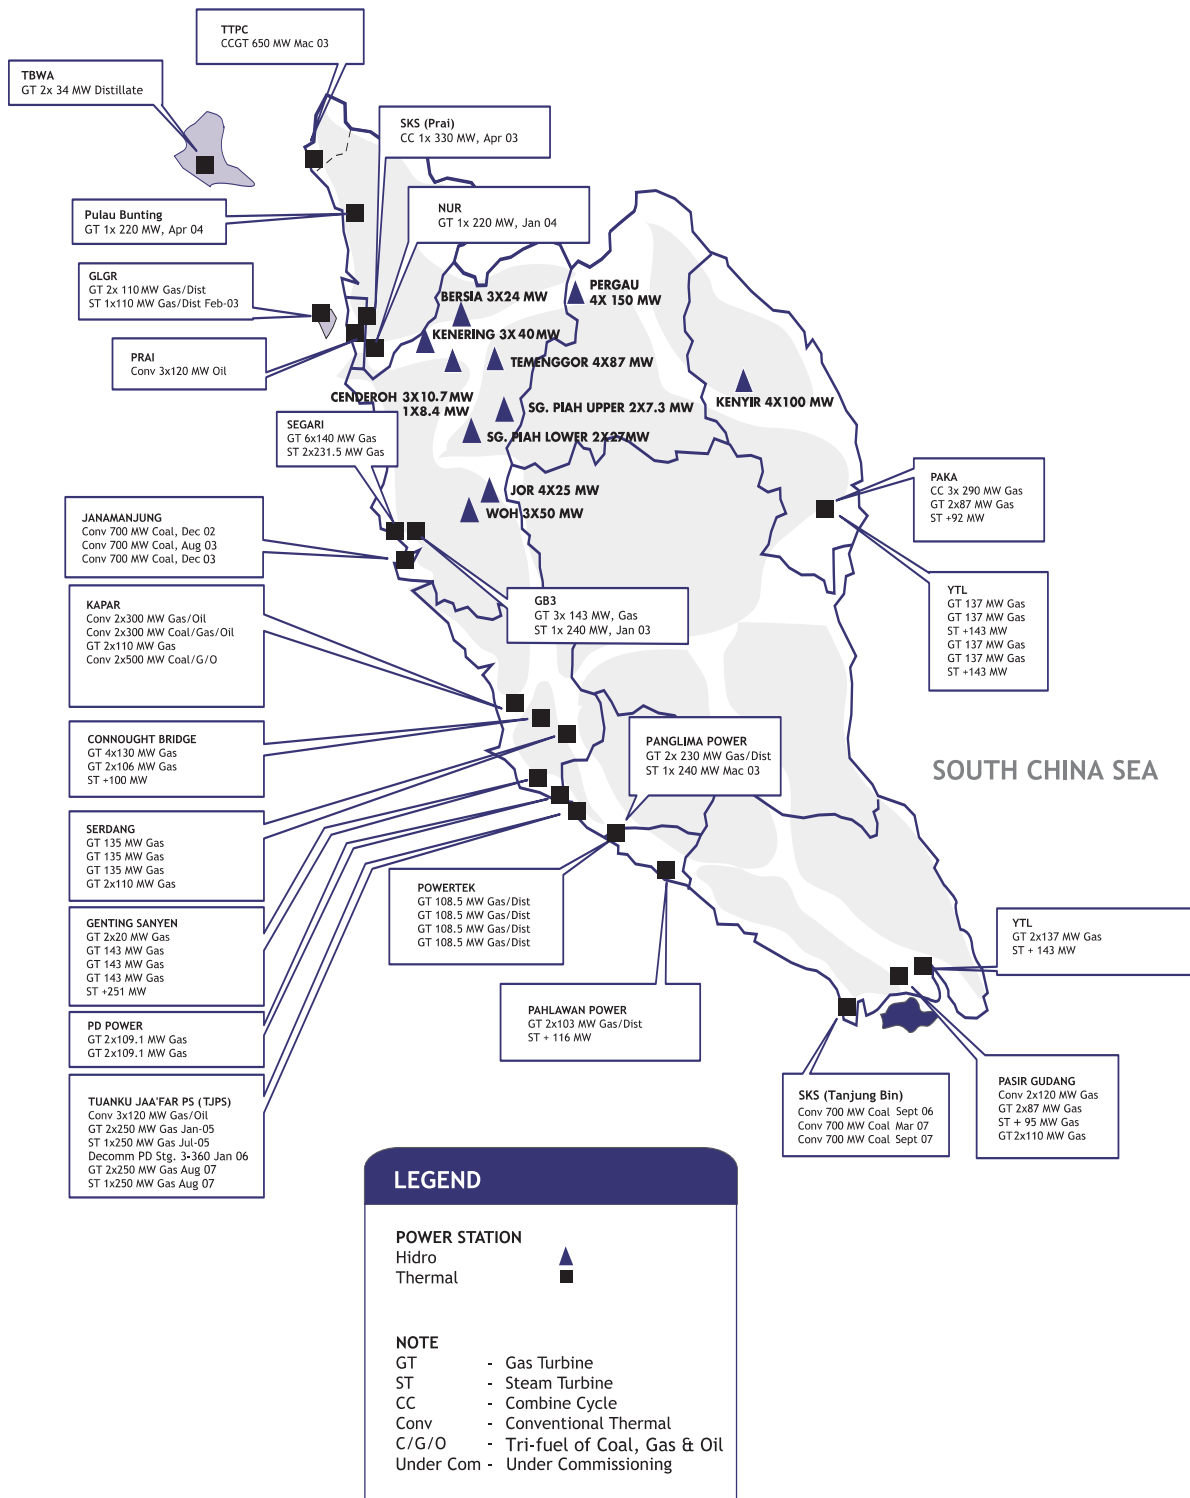 TTPC
CCGT 650 MW Mac 03
TBWA
GT 2x 34 MW Distillate
SKS (Prai)
CC 1x 330 MW, Apr 03
Pulau Bunting
GT 1x 220 MW, Apr 04
NUR
GT 1x 220 MW, Jan 04
GLGR
GT 2x 110 MW Gas/Dist
ST 1x110 MW Gas/Dist Feb-03
PRAI
Conv 3x120 MW Oil
BERSIA 3X24 MW
PERGAU
4X 150 MW
KENERING 3X40MW
TEMENGGOR 4X87 MW
CENDEROH 3X10.7 MW
1X8.4 MW
SG. PIAH UPPER 2X7.3 MW
KENYIR 4X100 MW
SG. PIAH LOWER 2X27MW
SEGARI
GT 6x140 MW Gas
ST 2x231.5 MW Gas
JOR 4X25 MW
WOH 3X50 MW
PAKA
CC 3x 290 MW Gas
GT 2x87 MW Gas
ST +92 MW
JANAMANJUNG
Conv 700 MW Coal, Dec 02
Conv 700 MW Coal, Aug 03
Conv 700 MW Coal, Dec 03
YTL
GT 137 MW Gas
GT 137 MW Gas
ST +143 MW
GT 137 MW Gas
GT 137 MW Gas
ST +143 MW
GB3
GT 3x 143 MW, Gas
ST 1x 240 MW, Jan 03
KAPAR
Conv 2x300 MW Gas/Oil
Conv 2x300 MW Coal/Gas/Oil
GT 2x110 MW Gas
Conv 2x500 MW Coal/G/O
CONNOUGHT BRIDGE
GT 4x130 MW Gas
GT 2x106 MW Gas
ST +100 MW
PANGLIMA POWER
GT 2x 230 MW Gas/Dist
ST 1x 240 MW Mac 03
SOUTH CHINA SEA
SERDANG
GT 135 MW Gas
GT 135 MW Gas
GT 135 MW Gas
GT 2x110 MW Gas
POWERTEK
GT 108.5 MW Gas/Dist
GT 108.5 MW Gas/Dist
GT 108.5 MW Gas/Dist
GT 108.5 MW Gas/Dist
GENTING SANYEN
GT 2x20 MW Gas
GT 143 MW Gas
GT 143 MW Gas
GT 143 MW Gas
ST +251 MW
YTL
GT 2x137 MW Gas
ST + 143 MW
PAHLAWAN POWER
GT 2x103 MW Gas/Dist
ST + 116 MW
PD POWER
GT 2x109.1 MW Gas
GT 2x109.1 MW Gas
SKS (Tanjung Bin)
Conv 700 MW Coal Sept 06
Conv 700 MW Coal Mar 07
Conv 700 MW Coal Sept 07
PASIR GUDANG
Conv 2x120 MW Gas
GT 2x87 MW Gas
ST + 95 MW Gas
GT2x110 MW Gas
TUANKU JAA'FAR PS (TJPS)
Conv 3x120 MW Gas/Oil
GT 2x250 MW Gas Jan-05
ST 1x250 MW Gas Jul-05
Decomm PD Stg. 3-360 Jan 06
GT 2x250 MW Gas Aug 07
ST 1x250 MW Gas Aug 07
LEGEND
POWER STATION
Hidro
Thermal
NOTE
GT - Gas Turbine
ST - Steam Turbine
CC - Combine Cycle
Conv - Conventional Thermal
C/G/O - Tri-fuel of Coal, Gas & Oil
Under Com - Under Commissioning